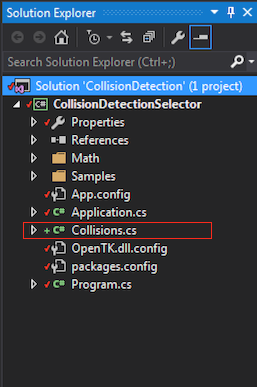 Solution Explorer
Search Solution Explorer (Ctrl+;)
Solution 'CollisionDetection' (1 project)
C# CollisionDetectionSelector
Properties
References
Math
Samples
App.config
C# Application.cs
C# Collisions.cs
OpenTK.dll.config
packages.config
C# Program.cs